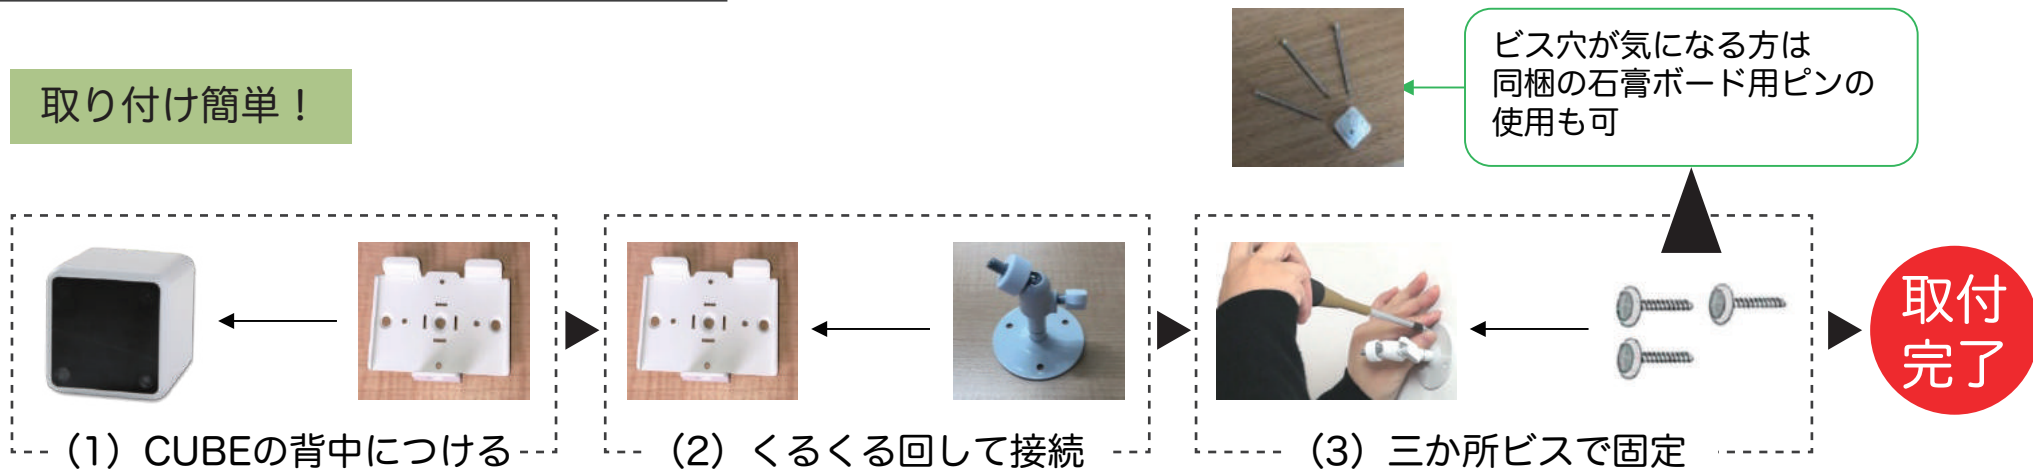 取り付け簡単！
ビス穴が気になる方は
同梱の石膏ボード用ピンの
使用も可
（1）CUBEの背中につける
（2）くるくる回して接続
（3）三か所ビスで固定
取付
完了